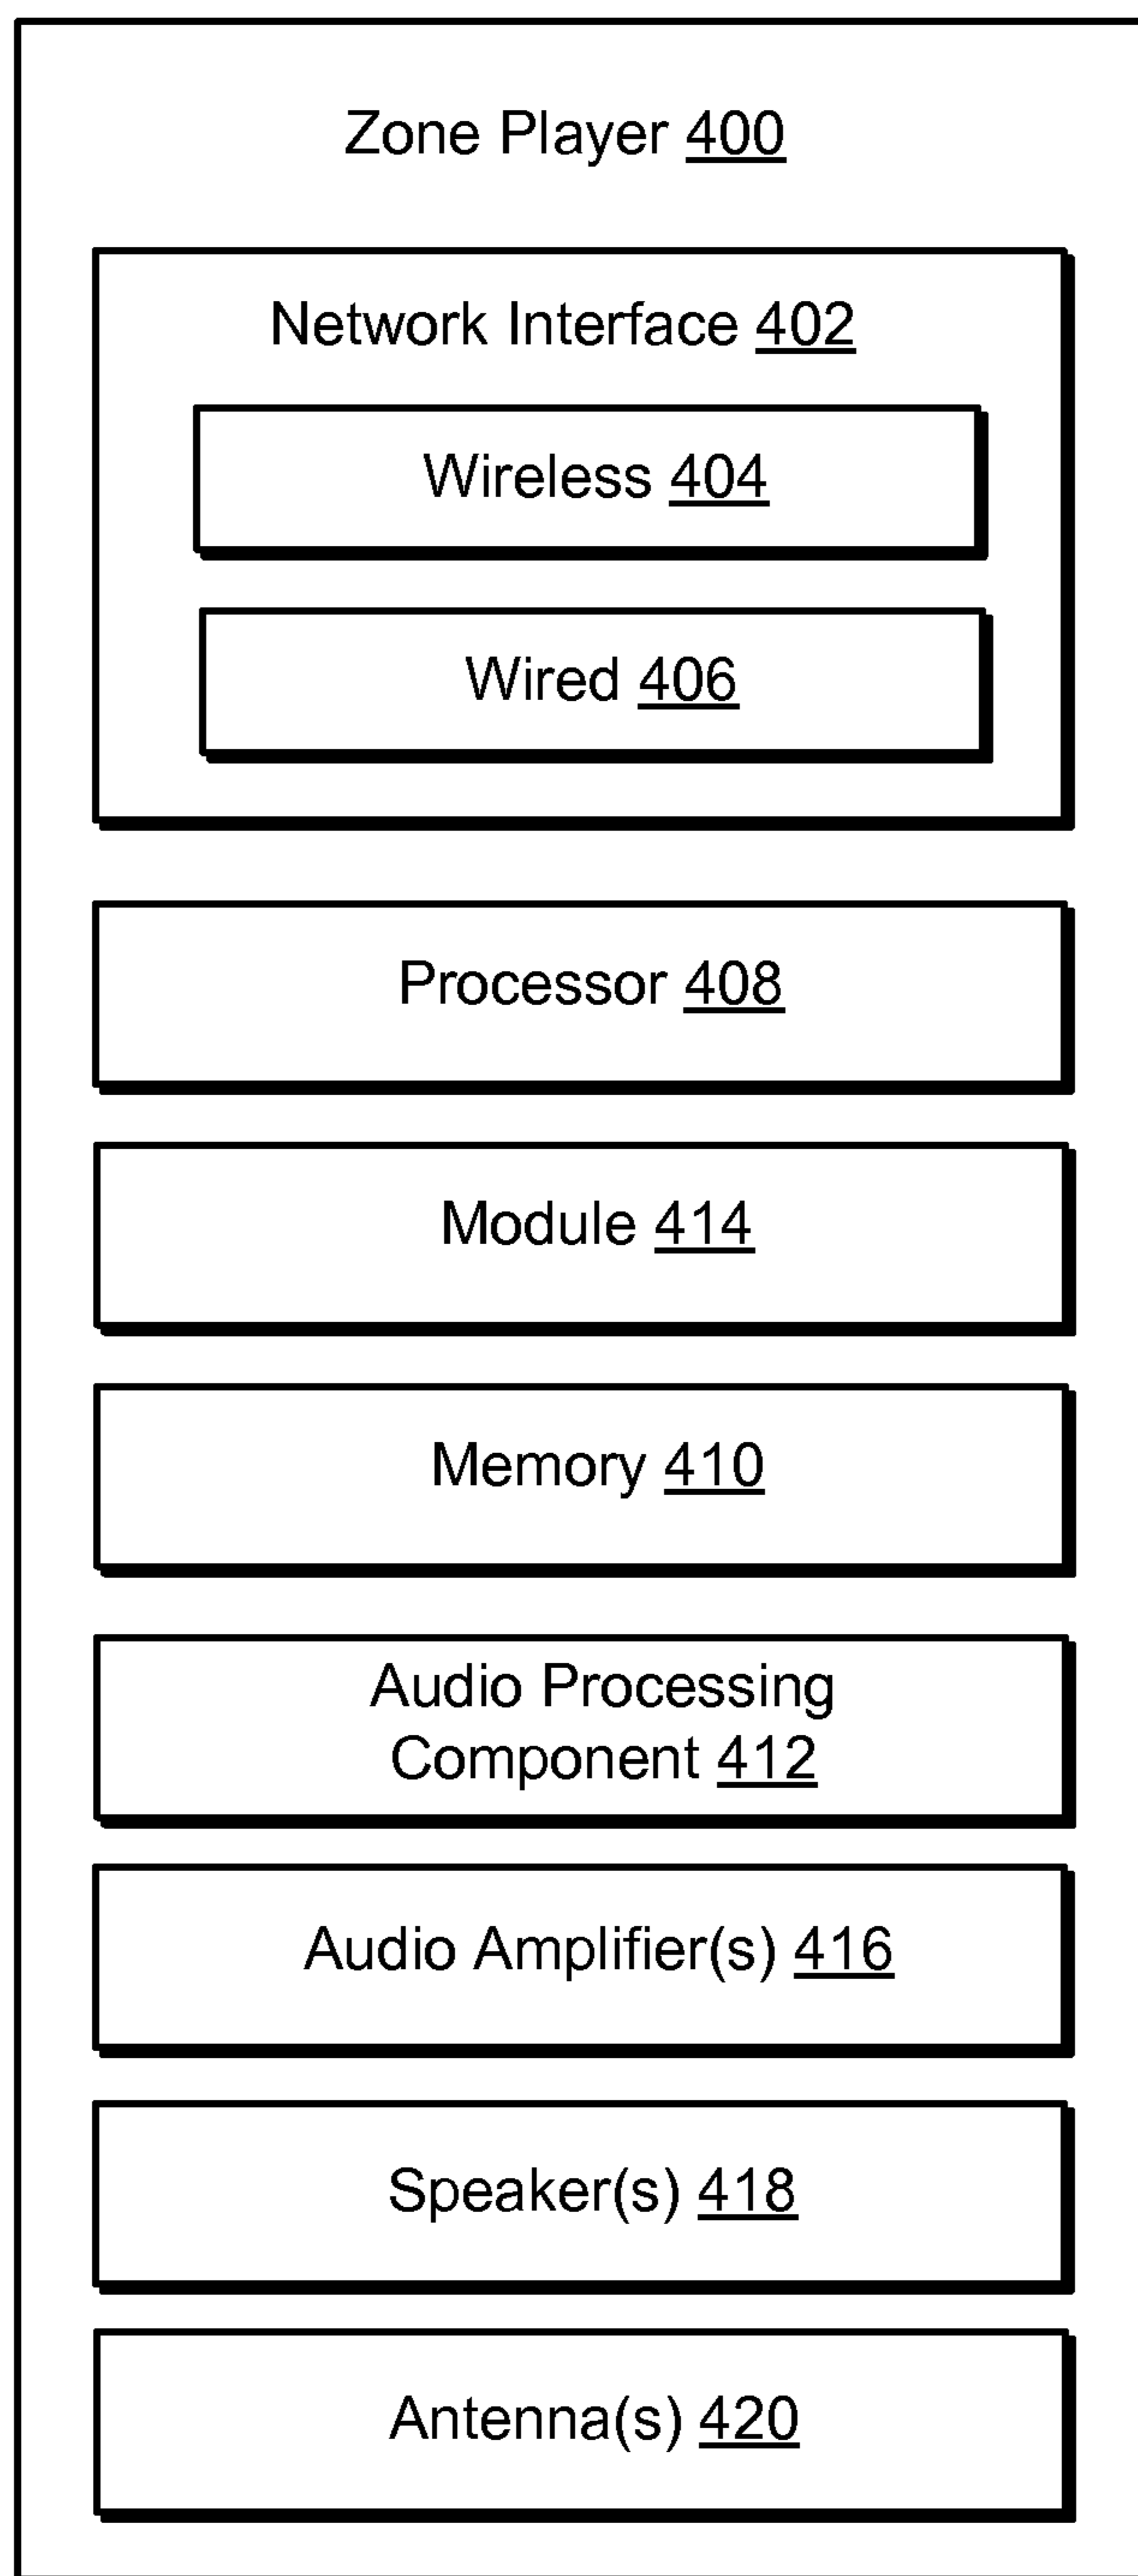 Zone Player 400
Network Interface 402
Wireless 404
Wired 406
Processor 408
Module 414
Memory 410
Audio Processing
Component 412
Audio Amplifier(s) 416
Speaker(s) 418
Antenna(s) 420